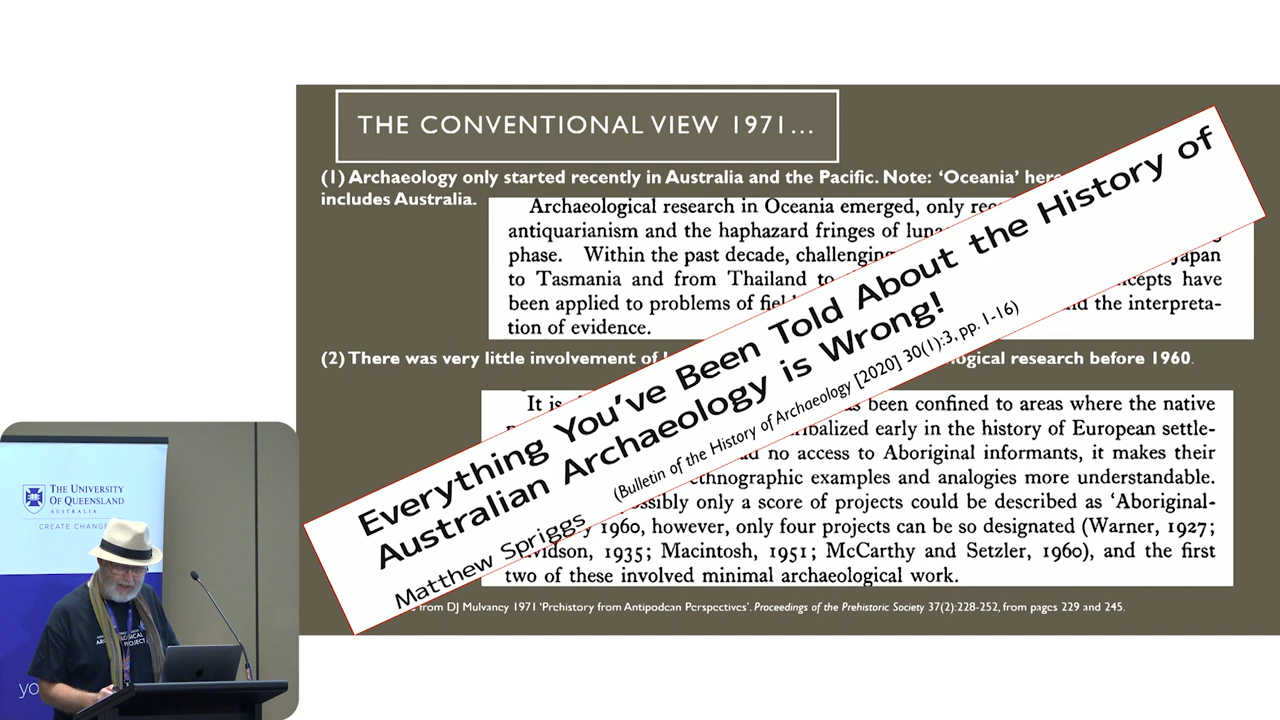 THE CONVENTIONAL VIEW 1971...
(1) Archaeology only started recently in Australia and the Pacific. Note: ‘Oceania’ here
includes Australia.
Archaeological research in Oceania emerged, only
antiquarianism and the haphazard fringes of
phase. Within the past decade, challenging
Japan
to Tasmania and from Thailand to
have
been applied to problems of
the interpreta-
tion of evidence.
(2) There was very little involvement of
research before 1960.
It is
been confined to areas where the native
early in the history of European settle-
no access to Aboriginal informants, it makes their
ethnographic examples and analogies more understandable.
only a score of projects could be described as ‘Aboriginal-
1960, however, only four projects can be so designated (Warner, 1927;
1935; Macintosh, 1951; McCarthy and Setzler, 1960), and the first
two of these involved minimal archaeological work.
from DJ Mulvaney 1971 ‘Prehistory from Antipodean Perspectives’. Proceedings of the Prehistoric Society 37(2):228-252, from pages 229 and 245.
Everything You’ve Been Told About the History of
Australian Archaeology is Wrong!
(Bulletin of the History of Archaeology [2020] 30(1):3, pp. 1-16)
Matthew Spriggs
THE UNIVERSITY
OF QUEENSLAND
AUSTRALIA
CREATE CHANGE